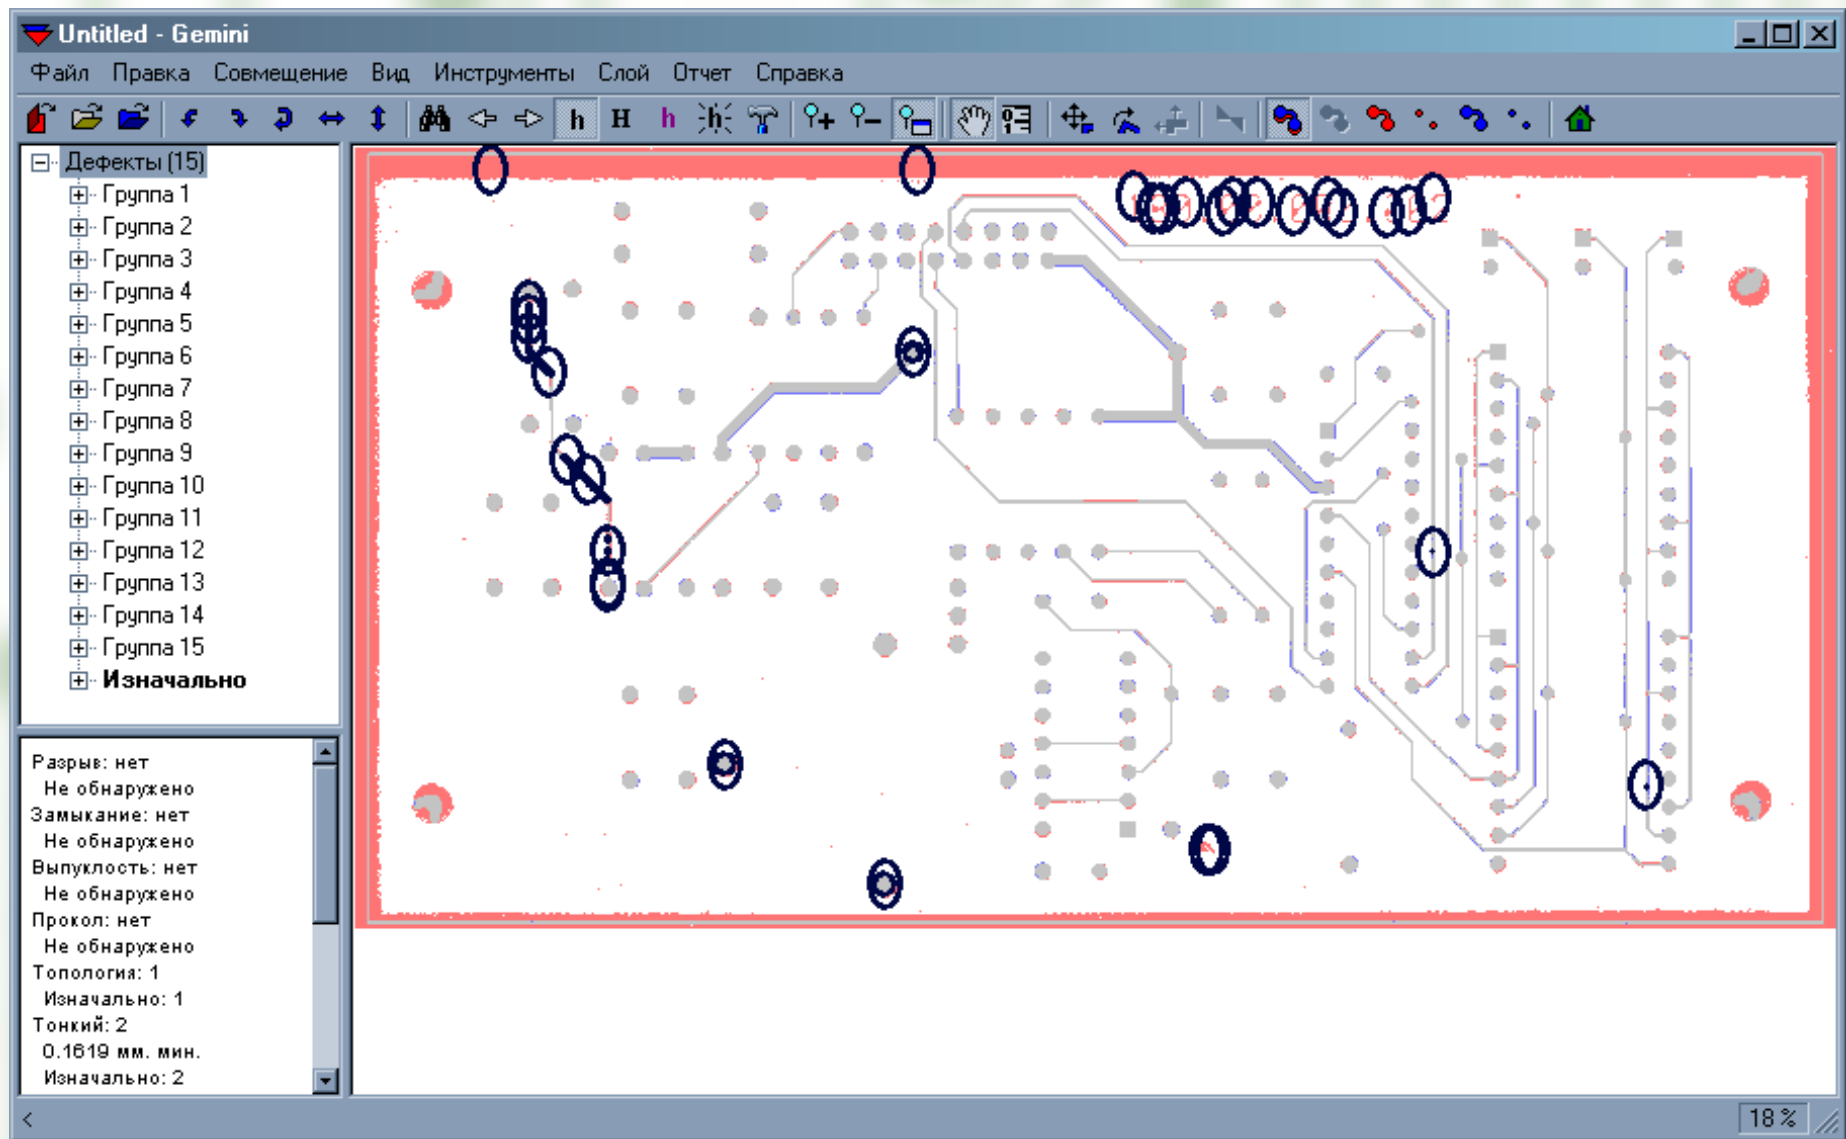 Untitled - Gemini
Файл Правка Совмещение Вид Инструменты Слой Отчет Справка
h H h h
Дефекты (15)
Группа 1
Группа 2
Группа 3
Группа 4
Группа 5
Группа 6
Группа 7
Группа 8
Группа 9
Группа 10
Группа 11
Группа 12
Группа 13
Группа 14
Группа 15
Изначально
Разрыв: нет
Не обнаружено
Замыкание: нет
Не обнаружено
Выпуклость: нет
Не обнаружено
Прокол: нет
Не обнаружено
Топология: 1
Изначально: 1
Тонкий: 2
0.1619 мм. мин.
Изначально: 2
<
18 %